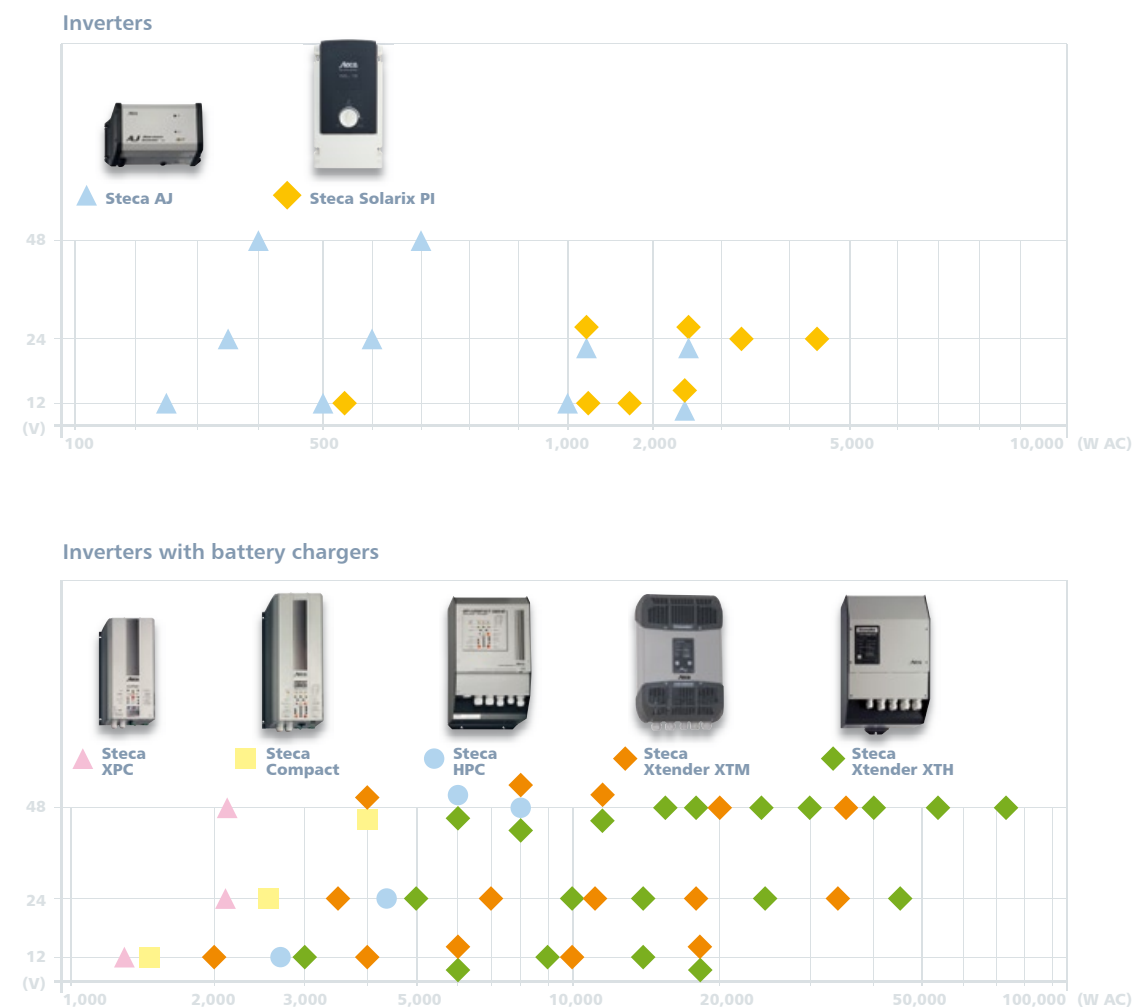 Inverters
Steca AJ
Steca Solarix PI
48
24
12
(V)
100 500 1,000 2,000 5,000 10,000 (W AC)
Inverters with battery chargers
Steca
XPC
Steca
Compact
Steca
HPC
Steca
Xtender XTM
Steca
Xtender XTH
48
24
12
(V)
1,000 2,000 3,000 5,000 10,000 20,000 50,000 100,000 (W AC)